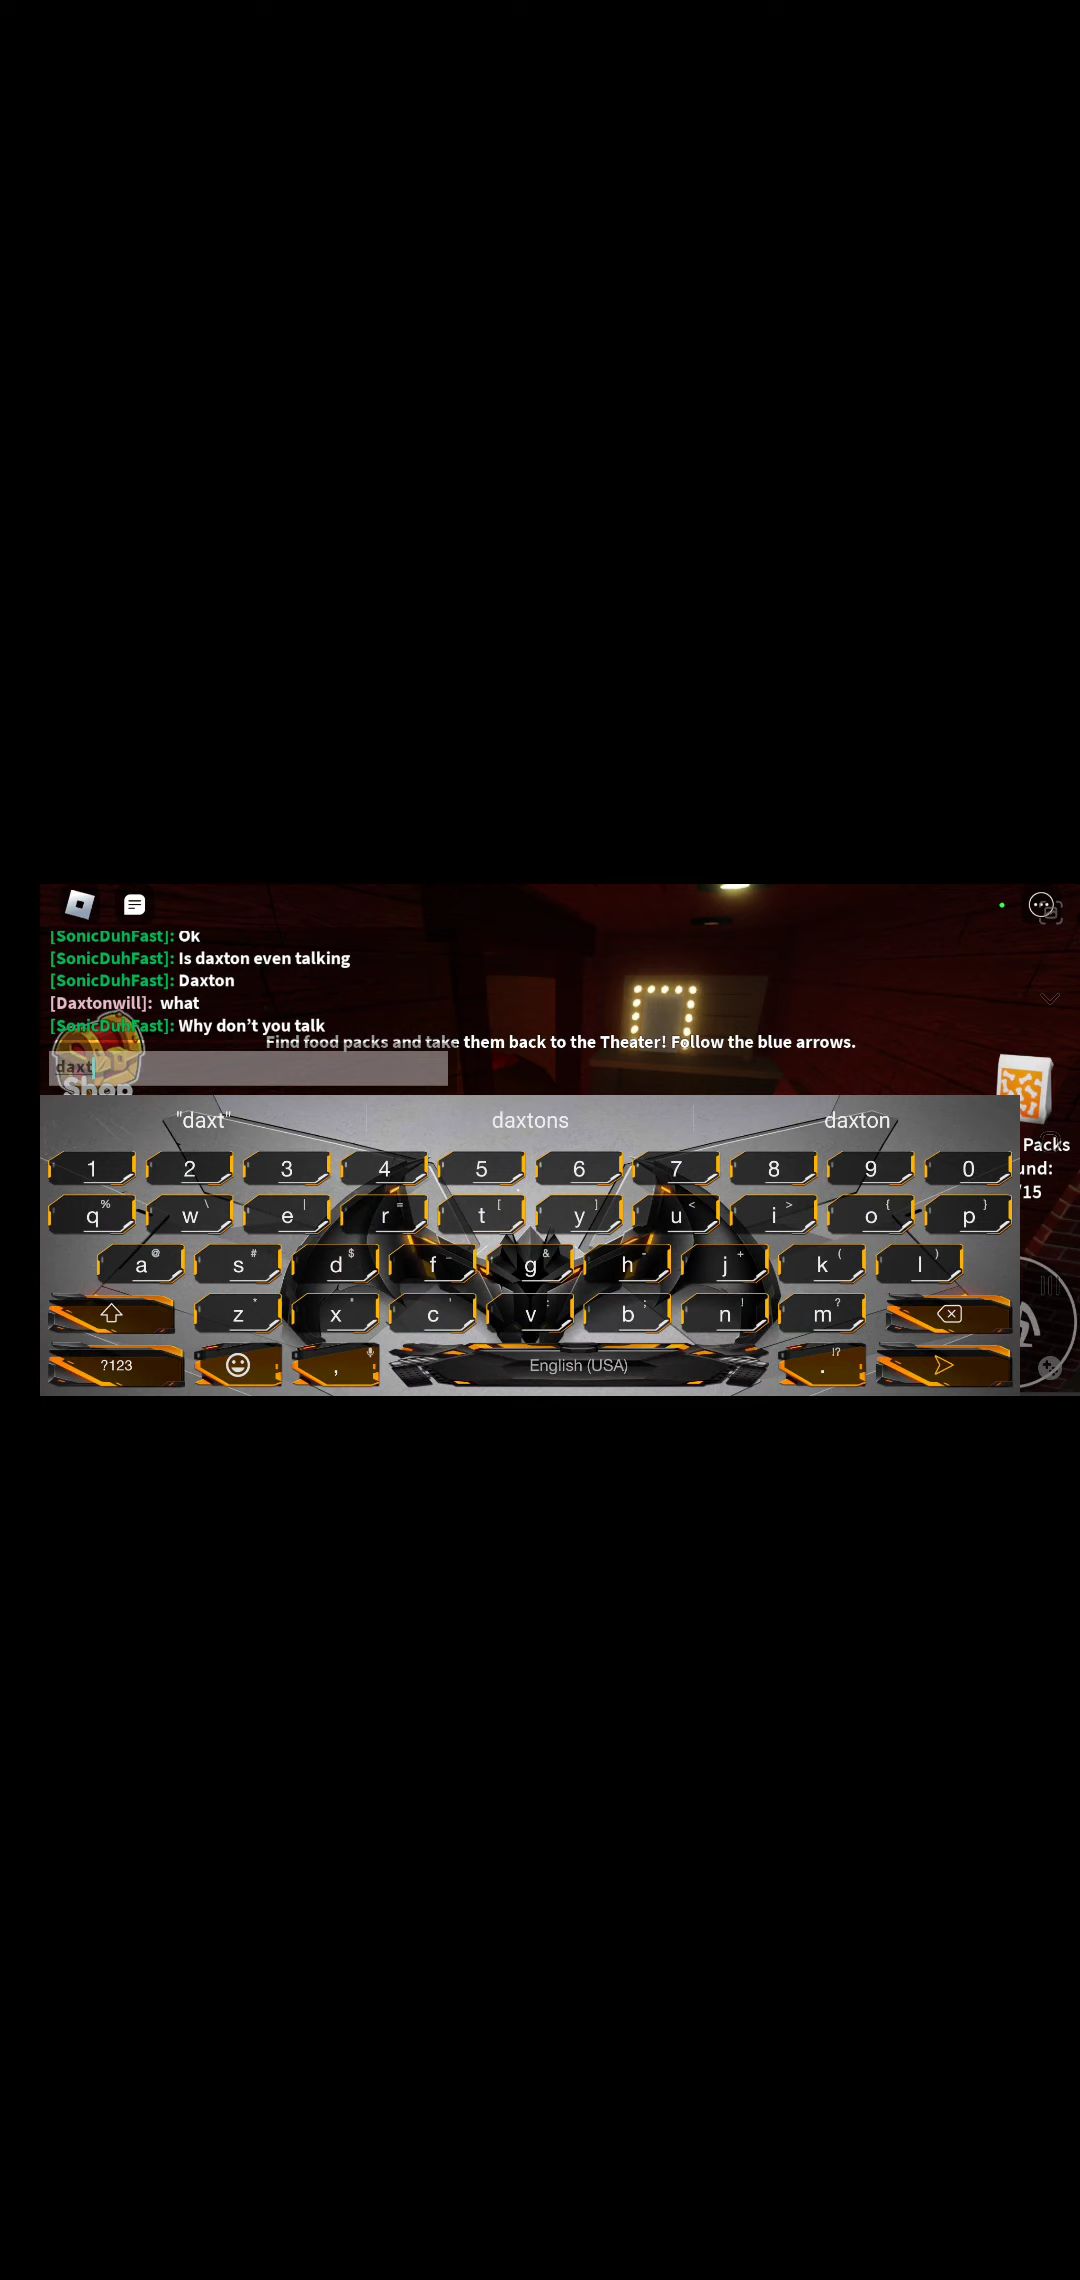 [SonicDuhFast]: Ok
[SonicDuhFast]: Is daxton even talking
[SonicDuhFast]: Daxton
[Daxtonwill]: what
[SonicDuhFast]: Why don’t you talk
Find food packs and take them back to the Theater! Follow the blue arrows.
daxt
Shop
"daxt" daxtons daxton
Packs
/15
1 2 3 4 5 6 7 8 9 0
q% w\ e| r= t[ y] u< i> o{ p}
a@ s# d$ f_ g& h- j+ k( l)
z* x" c' v: b; n! m?
?123 , English (USA) . !?